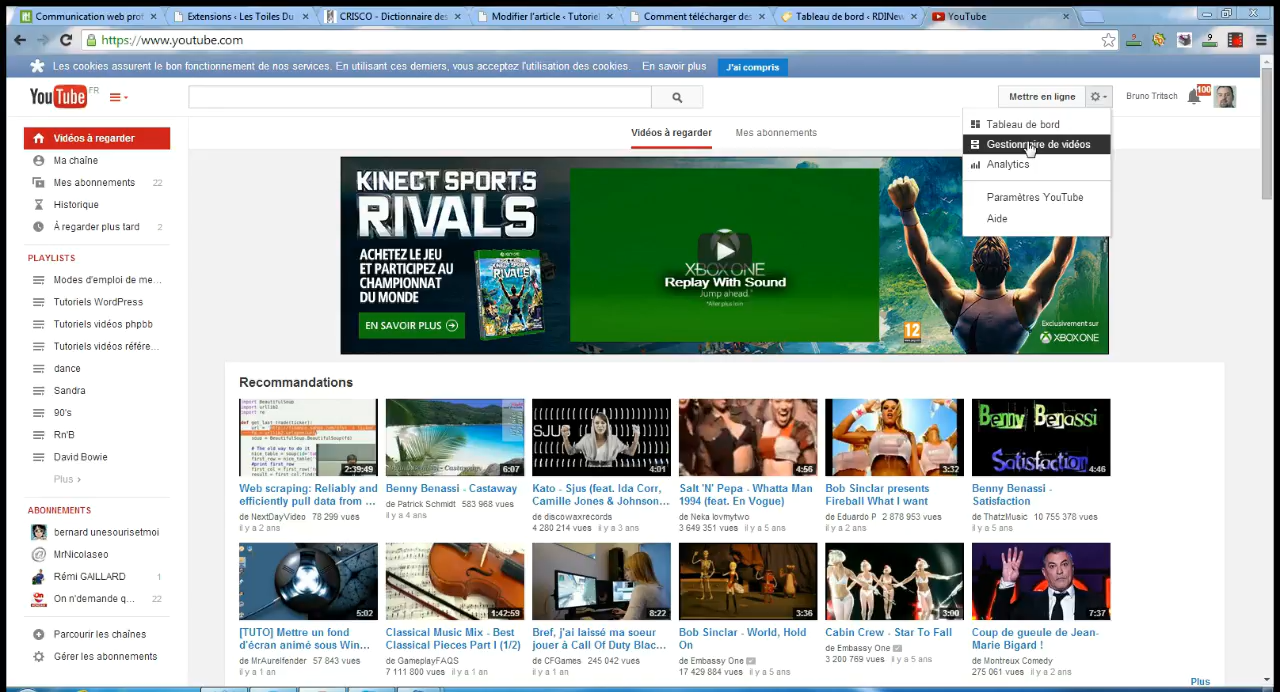 Communication web prof
Extensions ‹ Les Toiles Du
CRISCO - Dictionnaire des
Modifier l'article ‹ Tutoriel
Comment télécharger des
Tableau de bord ‹ RDINew
YouTube
https://www.youtube.com
9
9
Les cookies assurent le bon fonctionnement de nos services. En utilisant ces derniers, vous acceptez l'utilisation des cookies. En savoir plus J'ai compris
YouTube FR
Mettre en ligne
Bruno Tritsch
100
Vidéos à regarder
Mes abonnements
Tableau de bord
Gestionnaire de vidéos
Analytics
Paramètres YouTube
Aide
Vidéos à regarder
Ma chaîne
Mes abonnements 22
Historique
À regarder plus tard 2
PLAYLISTS
Modes d'emploi de me...
Tutoriels WordPress
Tutoriels vidéos phpbb
Tutoriels vidéos référe...
dance
Sandra
90's
Rn'B
David Bowie
Plus ›
ABONNEMENTS
bernard unesourisetmoi
MrNicolaseo
Rémi GAILLARD 1
On n'demande q... 22
Parcourir les chaînes
Gérer les abonnements
KINECT SPORTS
RIVALS
ACHETEZ LE JEU
ET PARTICIPEZ AU
CHAMPIONNAT
DU MONDE
EN SAVOIR PLUS
XBOX ONE
Replay With Sound
Jump ahead.*
12
Exclusivement sur
XBOX ONE
Recommandations
2:39:49
Web scraping: Reliably and
efficiently pull data from ...
de NextDayVideo 78 299 vues
il y a 2 ans
6:07
Benny Benassi - Castaway
de Patrick Schmidt 583 968 vues
il y a 4 ans
SJU
4:01
Kato - Sjus (feat. Ida Corr,
Camille Jones & Johnson...
de discowaxrecords
4 280 214 vues il y a 3 ans
4:56
Salt 'N' Pepa - Whatta Man
1994 (feat. En Vogue)
de Neka lovmytwo
3 649 351 vues il y a 5 ans
3:32
Bob Sinclar presents
Fireball What I want
de Eduardo P 2 878 953 vues
il y a 2 ans
Benny Benassi
Satisfaction
4:46
Benny Benassi -
Satisfaction
de ThatzMusic 10 755 378 vues
il y a 5 ans
5:02
[TUTO] Mettre un fond
d'écran animé sous Win...
de MrAurelfender 57 843 vues
il y a 1 an
1:42:59
Classical Music Mix - Best
Classical Pieces Part I (1/2)
de GameplayFAQS
7 111 800 vues il y a 1 an
8:22
Bref, j'ai laissé ma soeur
jouer à Call Of Duty Blac...
de CFGames 245 042 vues
il y a 1 an
3:36
Bob Sinclar - World, Hold
On
de Embassy One
17 429 884 vues il y a 5 ans
3:00
Cabin Crew - Star To Fall
de Embassy One
3 200 769 vues il y a 5 ans
7:37
Coup de gueule de Jean-
Marie Bigard !
de Montreux Comedy
275 061 vues il y a 2 ans
Plus